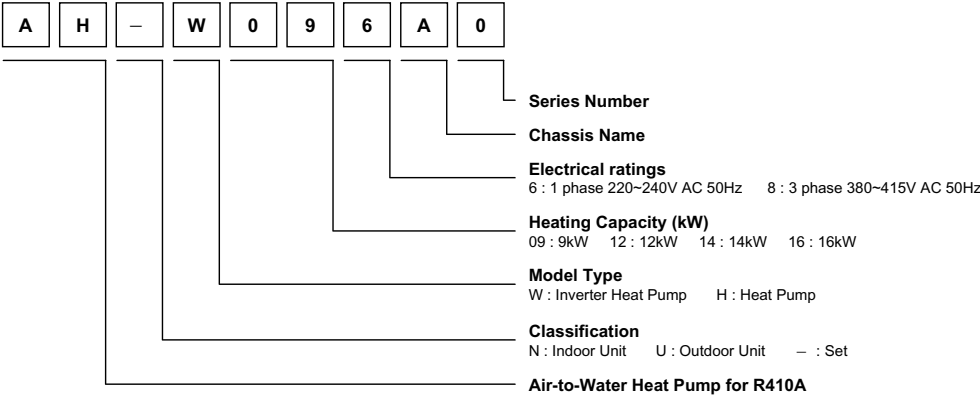 A H – W 0 9 6 A 0
Series Number
Chassis Name
Electrical ratings
6 : 1 phase 220~240V AC 50Hz 8 : 3 phase 380~415V AC 50Hz
Heating Capacity (kW)
09 : 9kW 12 : 12kW 14 : 14kW 16 : 16kW
Model Type
W : Inverter Heat Pump H : Heat Pump
Classification
N : Indoor Unit U : Outdoor Unit – : Set
Air-to-Water Heat Pump for R410A